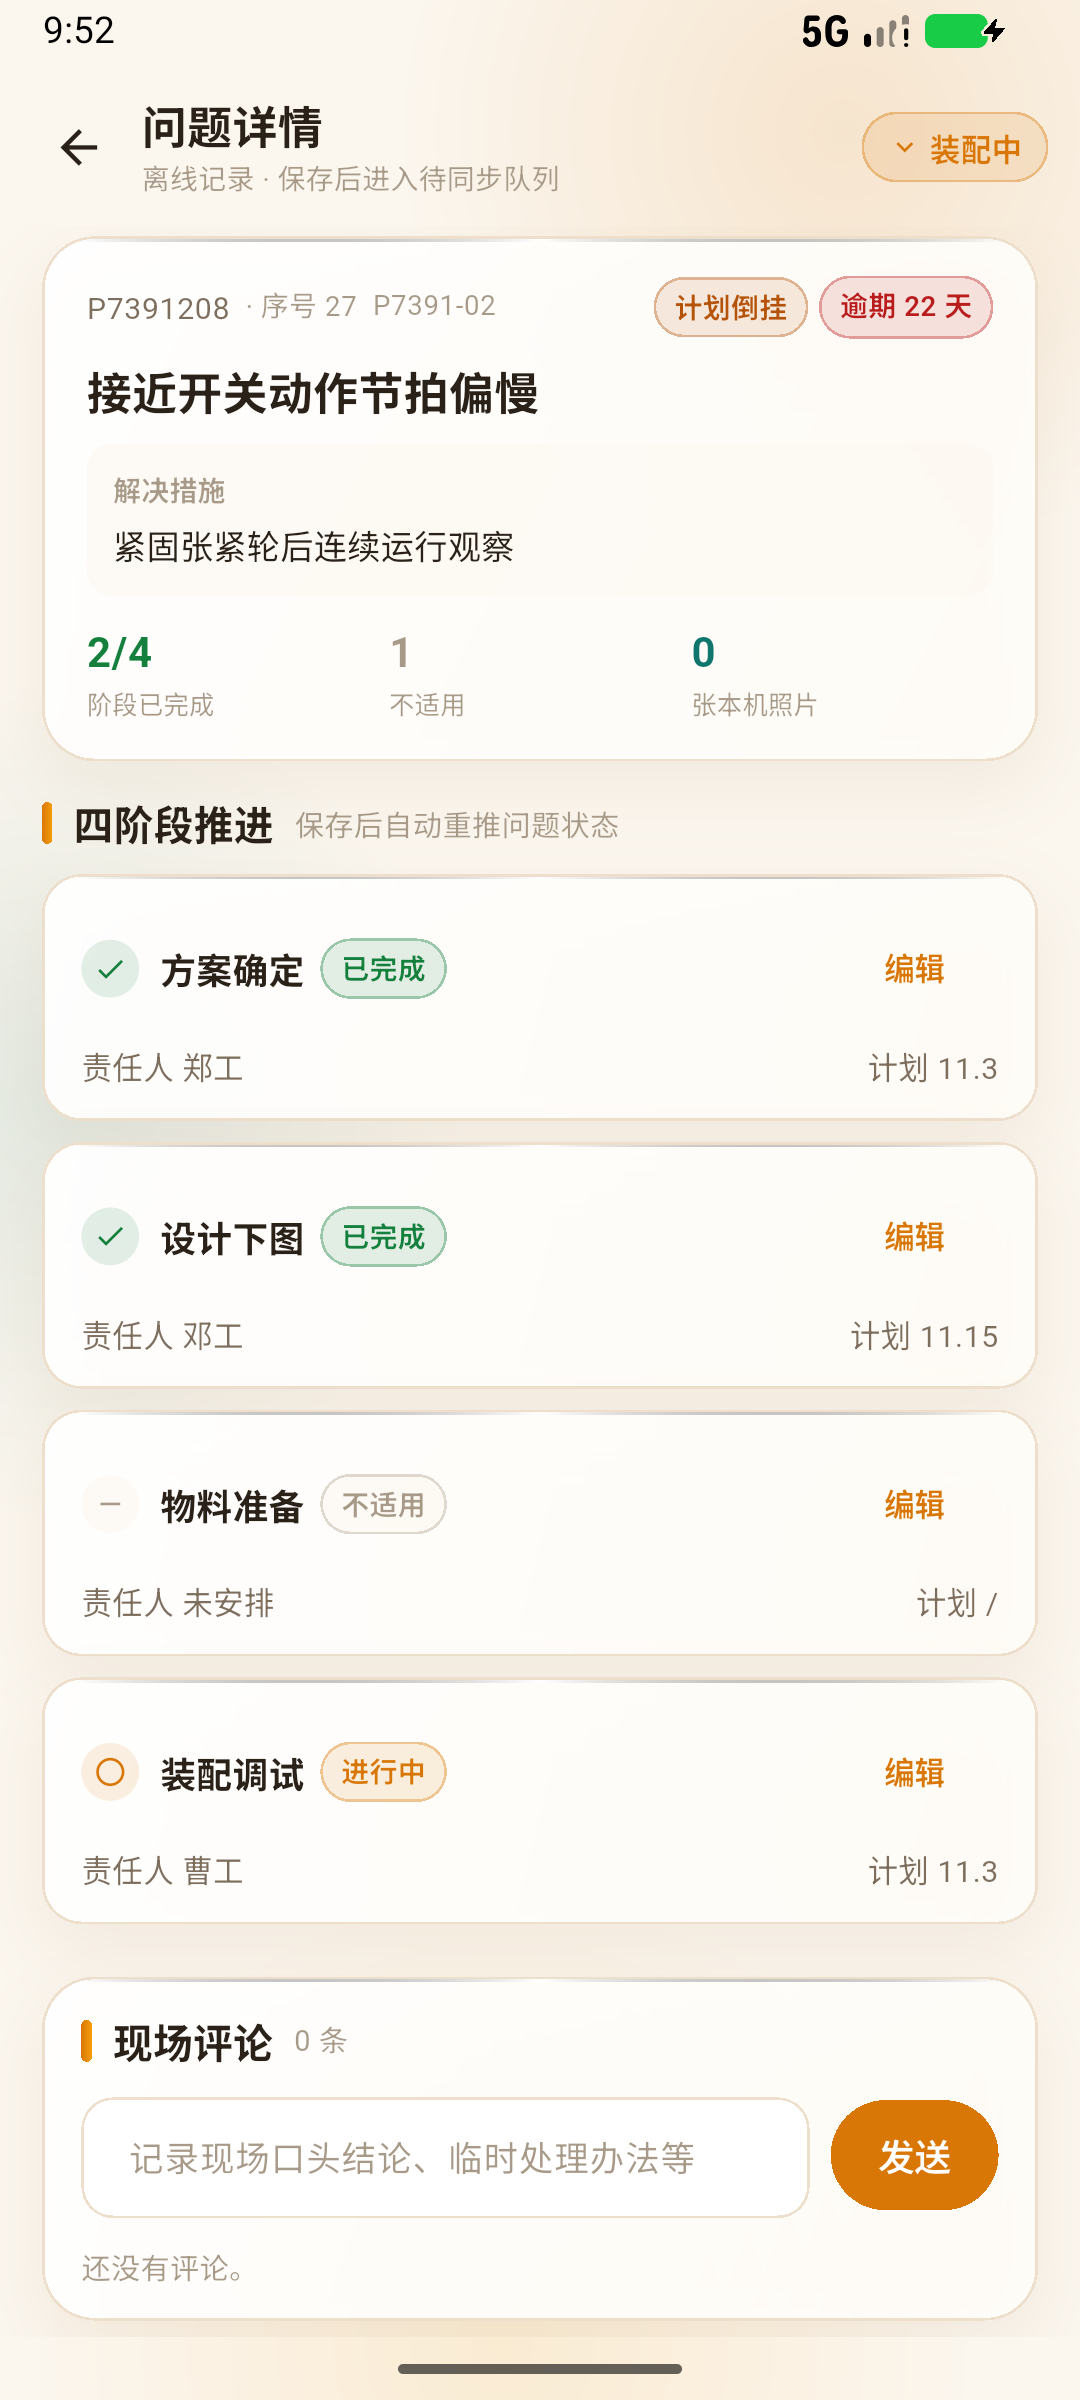 9:52
5G
问题详情
离线记录 · 保存后进入待同步队列
装配中
P7391208 · 序号 27 P7391-02
计划倒挂
逾期 22 天
接近开关动作节拍偏慢
解决措施
紧固张紧轮后连续运行观察
2/4 1 0
阶段已完成 不适用 张本机照片
四阶段推进 保存后自动重推问题状态
方案确定 已完成 编辑
责任人 郑工 计划 11.3
设计下图 已完成 编辑
责任人 邓工 计划 11.15
物料准备 不适用 编辑
责任人 未安排 计划 /
装配调试 进行中 编辑
责任人 曹工 计划 11.3
现场评论 0 条
记录现场口头结论、临时处理办法等 发送
还没有评论。